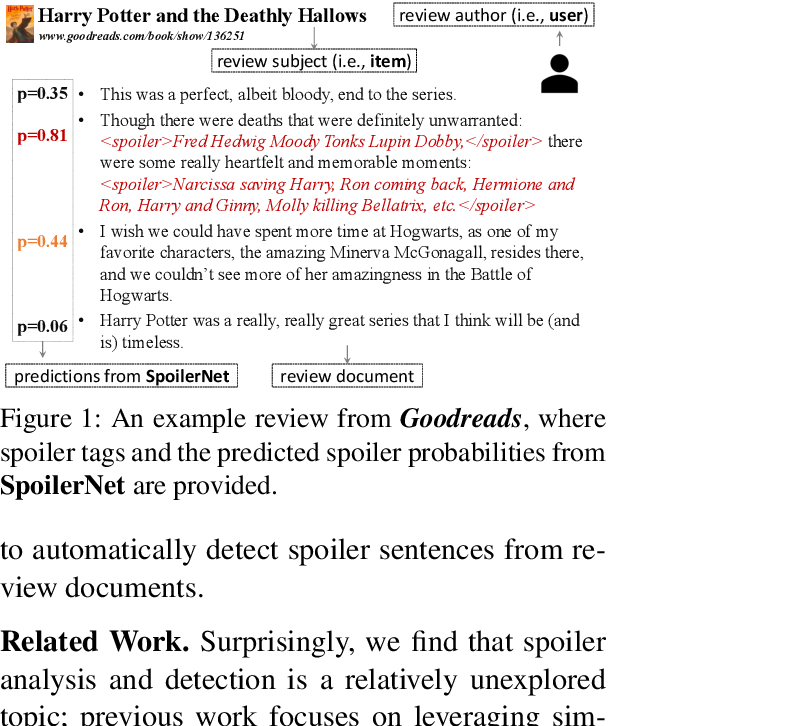 Harry Potter and the Deathly Hallows
www.goodreads.com/book/show/136251
review author (i.e., user)
review subject (i.e., item)
p=0.35 • This was a perfect, albeit bloody, end to the series.
p=0.81 • Though there were deaths that were definitely unwarranted:
<spoiler>Fred Hedwig Moody Tonks Lupin Dobby,</spoiler> there
were some really heartfelt and memorable moments:
<spoiler>Narcissa saving Harry, Ron coming back, Hermione and
Ron, Harry and Ginny, Molly killing Bellatrix, etc.</spoiler>
p=0.44 • I wish we could have spent more time at Hogwarts, as one of my
favorite characters, the amazing Minerva McGonagall, resides there,
and we couldn't see more of her amazingness in the Battle of
Hogwarts.
p=0.06 • Harry Potter was a really, really great series that I think will be (and
is) timeless.
predictions from SpoilerNet
review document
Figure 1: An example review from Goodreads, where
spoiler tags and the predicted spoiler probabilities from
SpoilerNet are provided.
to automatically detect spoiler sentences from re-
view documents.
Related Work. Surprisingly, we find that spoiler
analysis and detection is a relatively unexplored
topic; previous work focuses on leveraging sim-